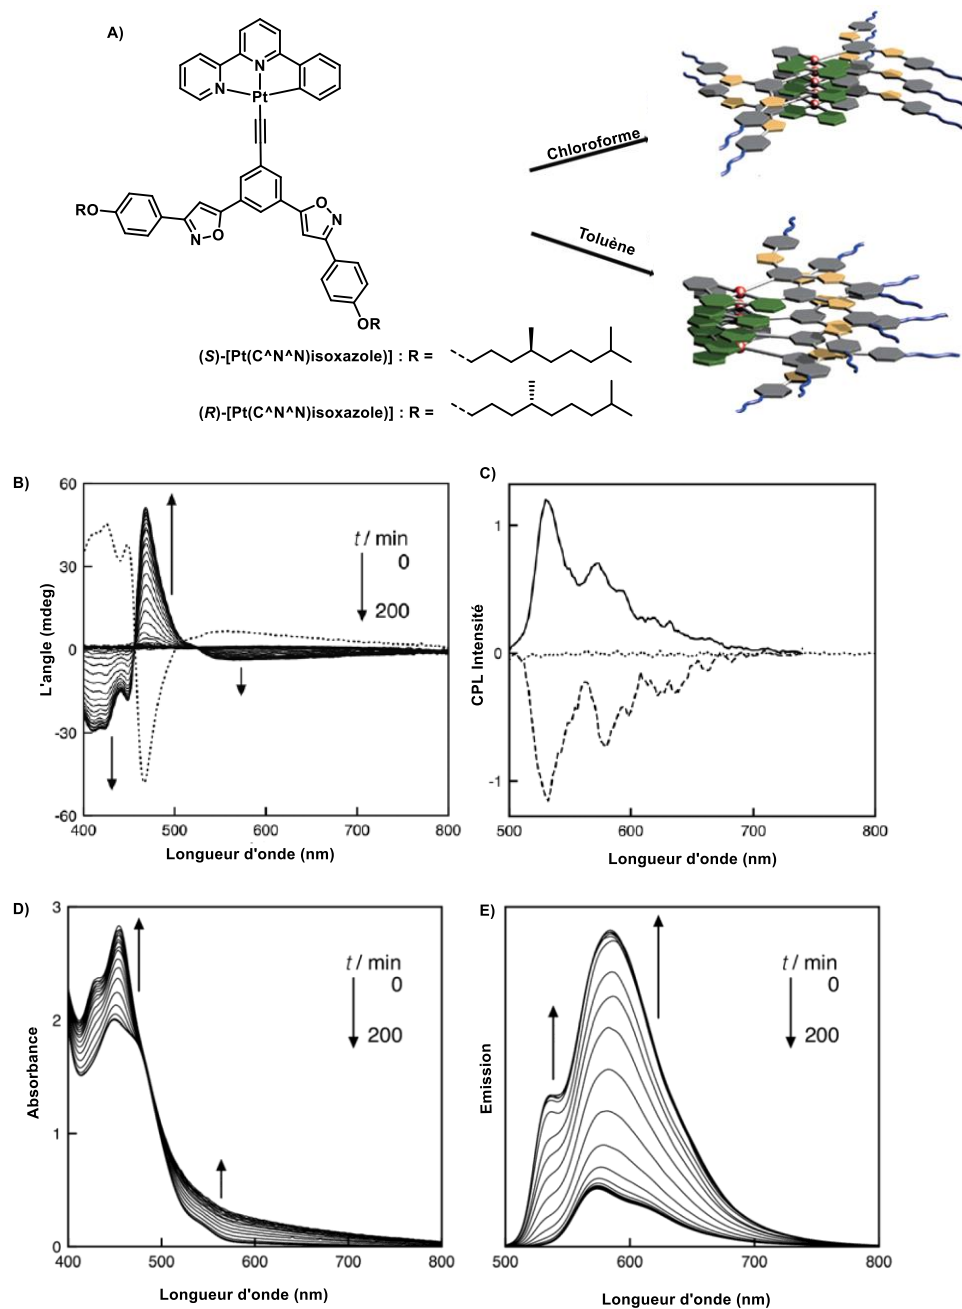 A)
N
N
Pt
RO
N
O
O
N
OR
Chloroforme
Toluène
(S)-[Pt(C^N^N)isoxazole)] : R =
(R)-[Pt(C^N^N)isoxazole)] : R =
B)
60
30
0
-30
-60
L'angle (mdeg)
t / min
0
200
400
500
600
700
800
Longueur d'onde (nm)
C)
1
0
-1
CPL Intensité
500
600
700
800
Longueur d'onde (nm)
D)
3
2
1
0
Absorbance
t / min
0
200
400
500
600
700
800
Longueur d'onde (nm)
E)
Emission
t / min
0
200
500
600
700
800
Longueur d'onde (nm)